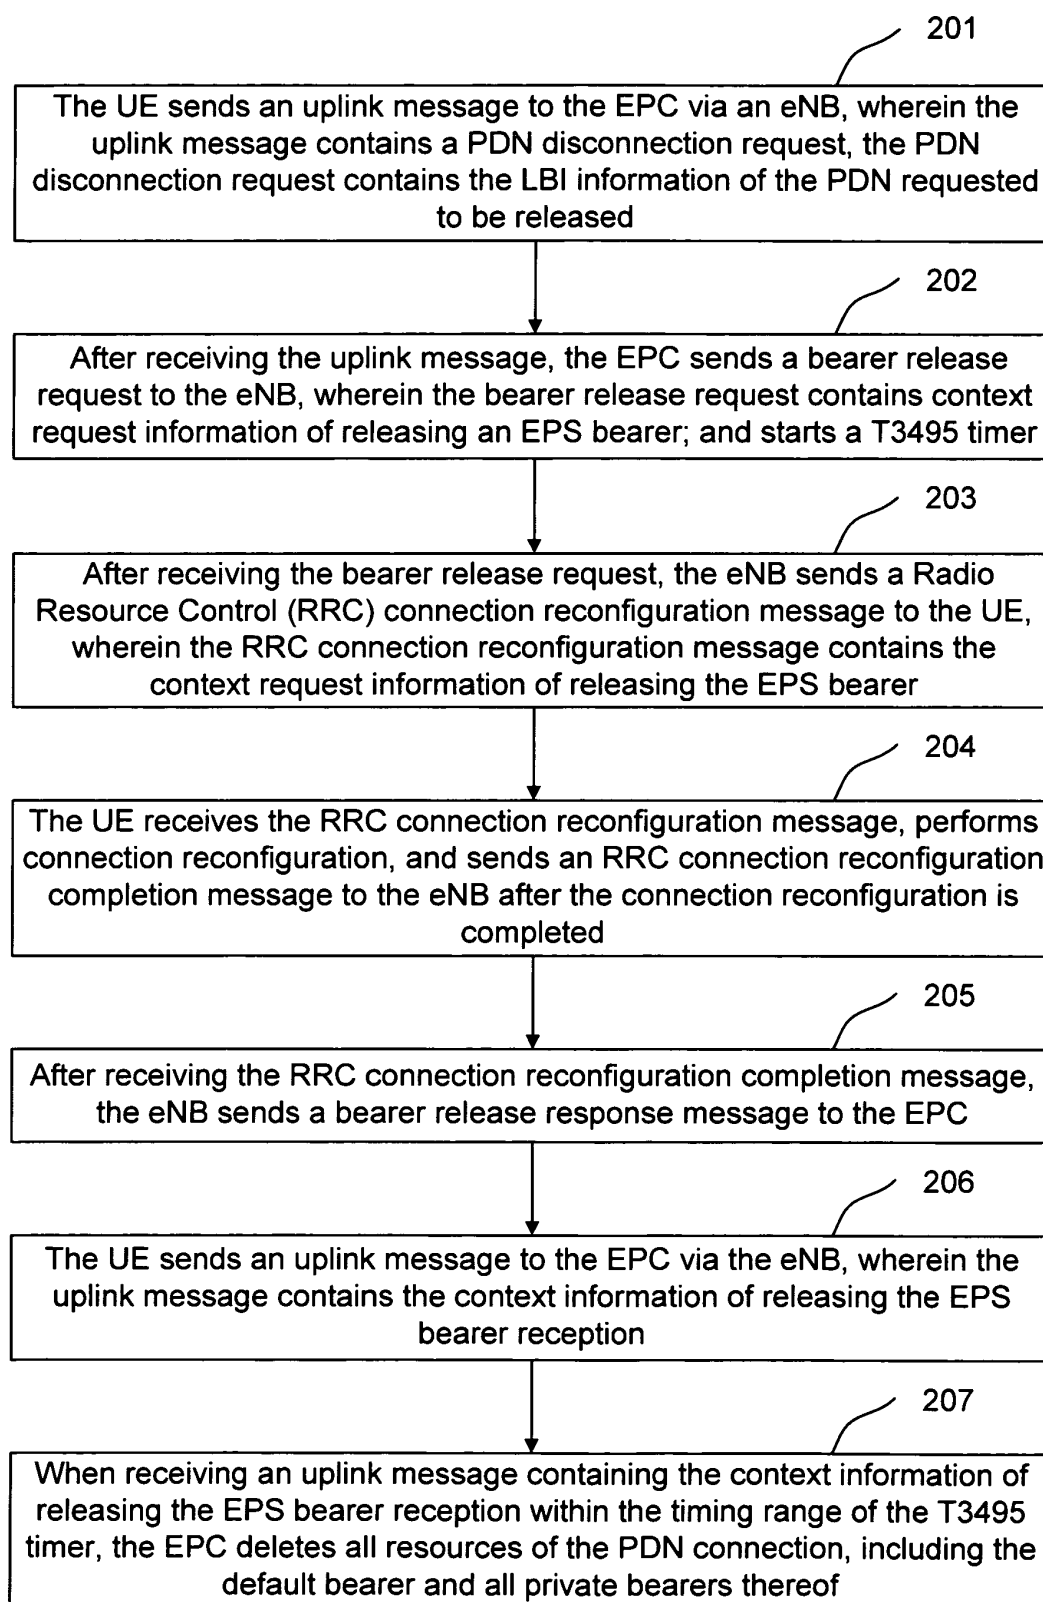 201
The UE sends an uplink message to the EPC via an eNB, wherein the
uplink message contains a PDN disconnection request, the PDN
disconnection request contains the LBI information of the PDN requested
to be released
202
After receiving the uplink message, the EPC sends a bearer release
request to the eNB, wherein the bearer release request contains context
request information of releasing an EPS bearer; and starts a T3495 timer
203
After receiving the bearer release request, the eNB sends a Radio
Resource Control (RRC) connection reconfiguration message to the UE,
wherein the RRC connection reconfiguration message contains the
context request information of releasing the EPS bearer
204
The UE receives the RRC connection reconfiguration message, performs
connection reconfiguration, and sends an RRC connection reconfiguration
completion message to the eNB after the connection reconfiguration is
completed
205
After receiving the RRC connection reconfiguration completion message,
the eNB sends a bearer release response message to the EPC
206
The UE sends an uplink message to the EPC via the eNB, wherein the
uplink message contains the context information of releasing the EPS
bearer reception
207
When receiving an uplink message containing the context information of
releasing the EPS bearer reception within the timing range of the T3495
timer, the EPC deletes all resources of the PDN connection, including the
default bearer and all private bearers thereof